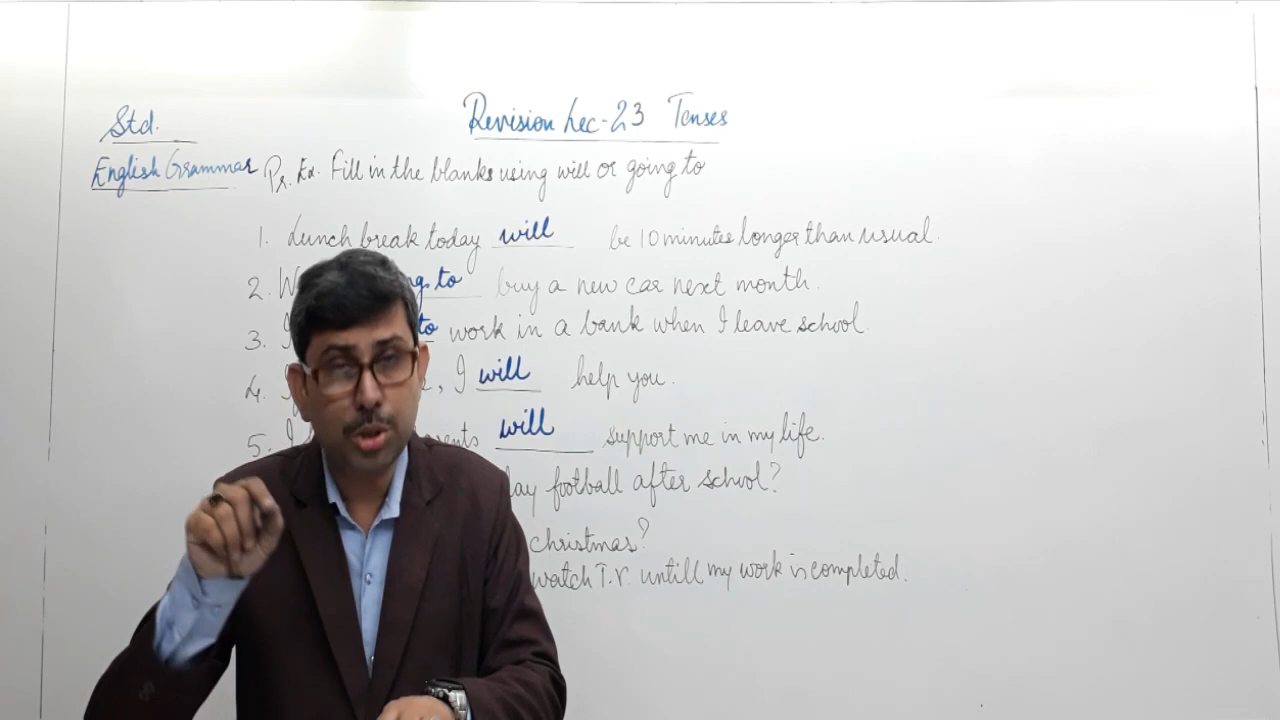 Std.
Revision Lec-23 Tenses
English Grammar
Pr. Ex. Fill in the blanks using will or going to
1. Lunch break today will be 10 minutes longer than usual.
2. to buy a new car next month.
3. to work in a bank when I leave school.
4. , I will help you.
5. I will support me in my life.
football after school?
christmas?
watch T.V. untill my work is completed.